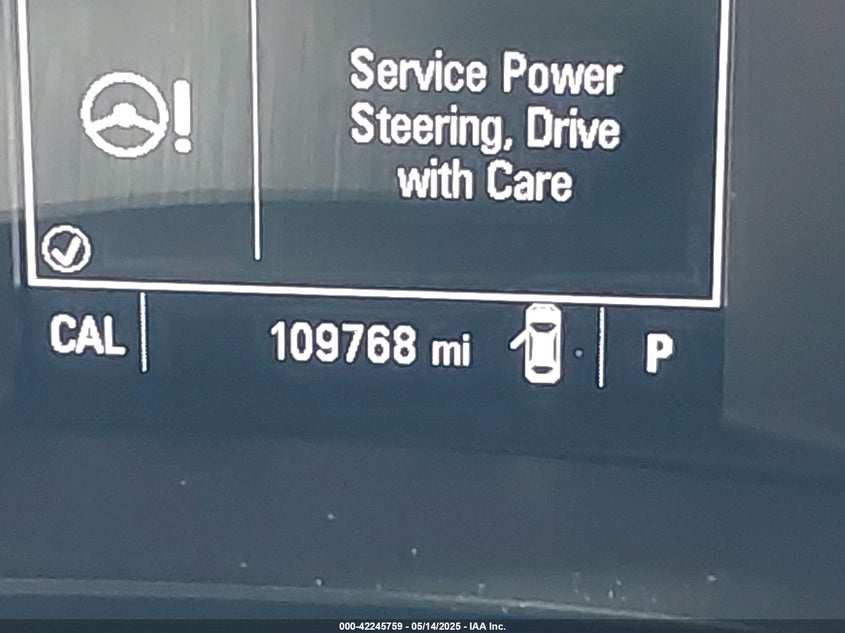 Service Power
Steering, Drive
with Care
CAL
109768 mi
P
000-42245759 - 05/14/2025 - IAA Inc.